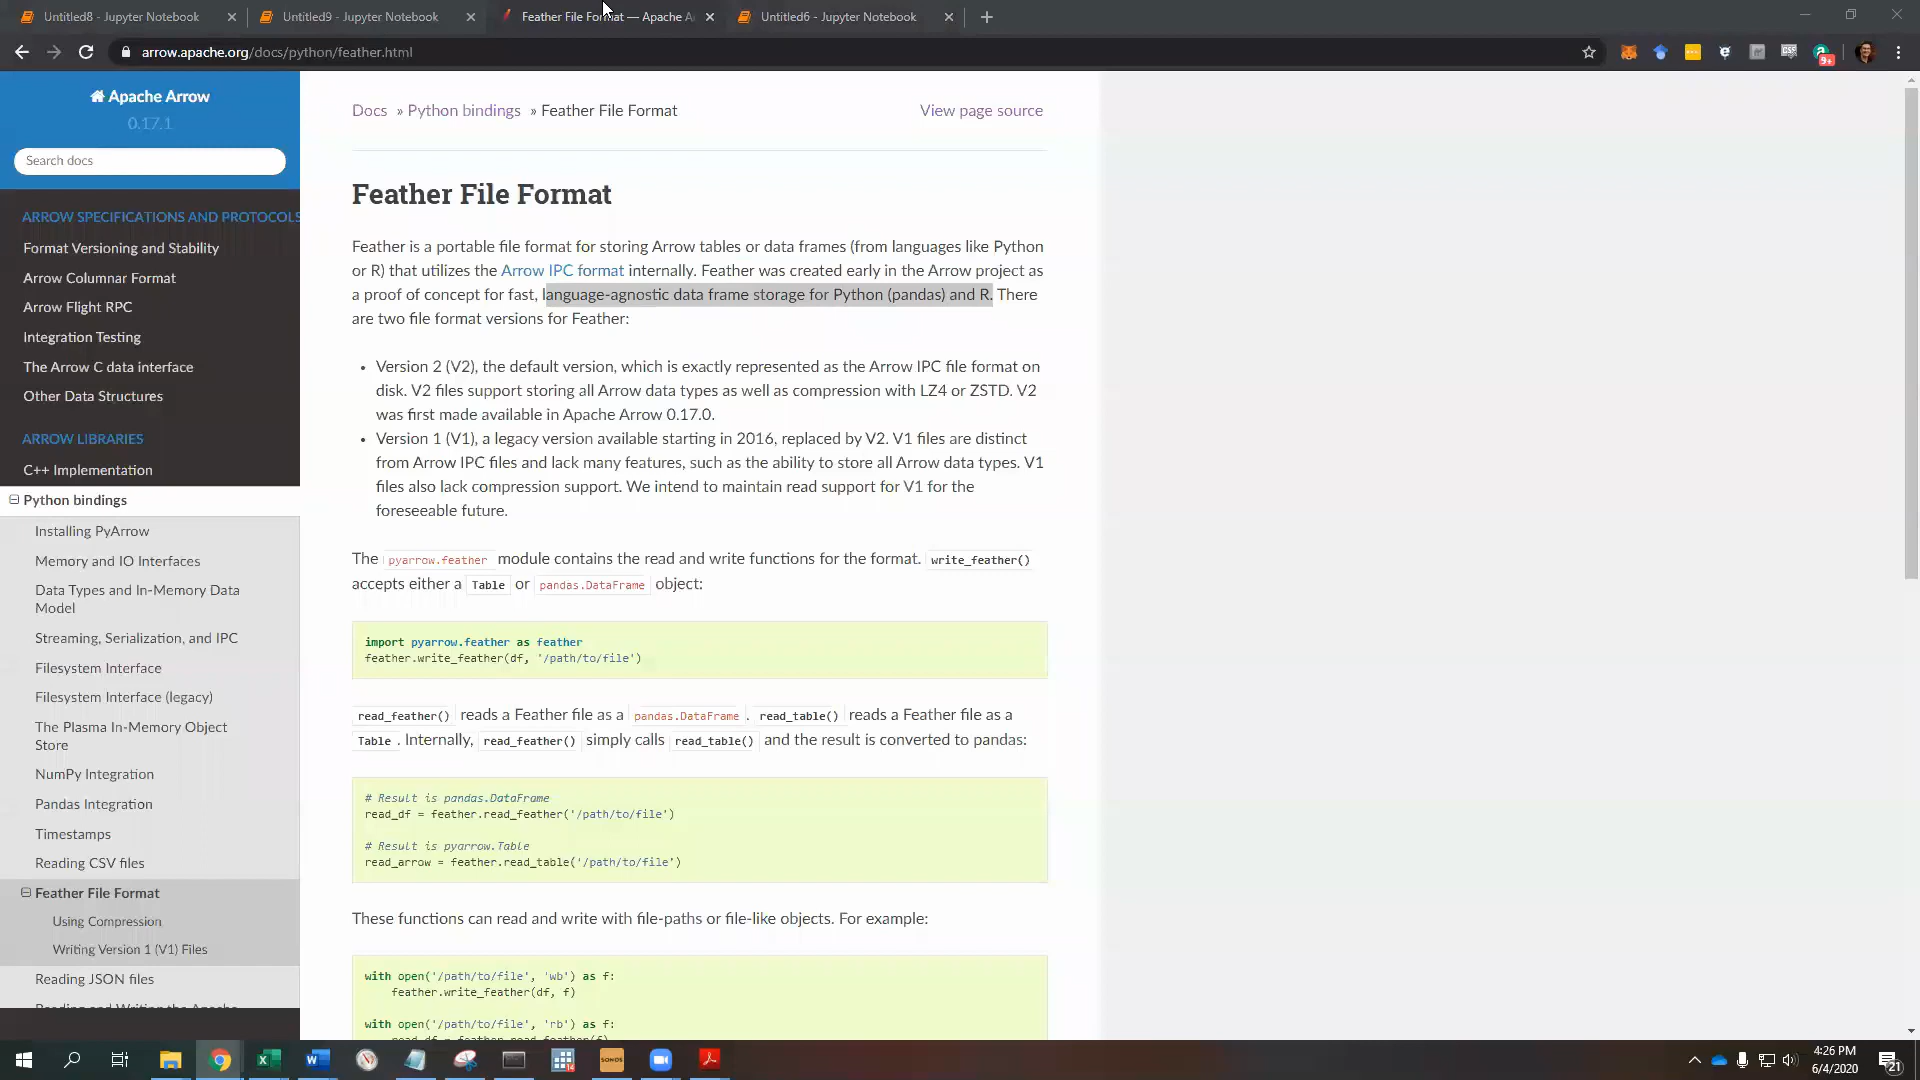 Untitled8 - Jupyter Notebook
Untitled9 - Jupyter Notebook
Feather File Format — Apache A
Untitled6 - Jupyter Notebook
arrow.apache.org/docs/python/feather.html
9+
Apache Arrow
0.17.1
Search docs
ARROW SPECIFICATIONS AND PROTOCOLS
Format Versioning and Stability
Arrow Columnar Format
Arrow Flight RPC
Integration Testing
The Arrow C data interface
Other Data Structures
ARROW LIBRARIES
C++ Implementation
Python bindings
Installing PyArrow
Memory and IO Interfaces
Data Types and In-Memory Data
Model
Streaming, Serialization, and IPC
Filesystem Interface
Filesystem Interface (legacy)
The Plasma In-Memory Object
Store
NumPy Integration
Pandas Integration
Timestamps
Reading CSV files
Feather File Format
Using Compression
Writing Version 1 (V1) Files
Reading JSON files
Reading and Writing the Apache
Docs » Python bindings » Feather File Format
View page source
Feather File Format
Feather is a portable file format for storing Arrow tables or data frames (from languages like Python
or R) that utilizes the Arrow IPC format internally. Feather was created early in the Arrow project as
a proof of concept for fast, language-agnostic data frame storage for Python (pandas) and R. There
are two file format versions for Feather:
• Version 2 (V2), the default version, which is exactly represented as the Arrow IPC file format on
disk. V2 files support storing all Arrow data types as well as compression with LZ4 or ZSTD. V2
was first made available in Apache Arrow 0.17.0.
• Version 1 (V1), a legacy version available starting in 2016, replaced by V2. V1 files are distinct
from Arrow IPC files and lack many features, such as the ability to store all Arrow data types. V1
files also lack compression support. We intend to maintain read support for V1 for the
foreseeable future.
The pyarrow.feather module contains the read and write functions for the format. write_feather()
accepts either a Table or pandas.DataFrame object:
import pyarrow.feather as feather
feather.write_feather(df, '/path/to/file')
read_feather() reads a Feather file as a pandas.DataFrame . read_table() reads a Feather file as a
Table . Internally, read_feather() simply calls read_table() and the result is converted to pandas:
# Result is pandas.DataFrame
read_df = feather.read_feather('/path/to/file')
# Result is pyarrow.Table
read_arrow = feather.read_table('/path/to/file')
These functions can read and write with file-paths or file-like objects. For example:
with open('/path/to/file', 'wb') as f:
feather.write_feather(df, f)
with open('/path/to/file', 'rb') as f:
read_df = feather.read_feather(f)
SONOS
4:26 PM
6/4/2020
21